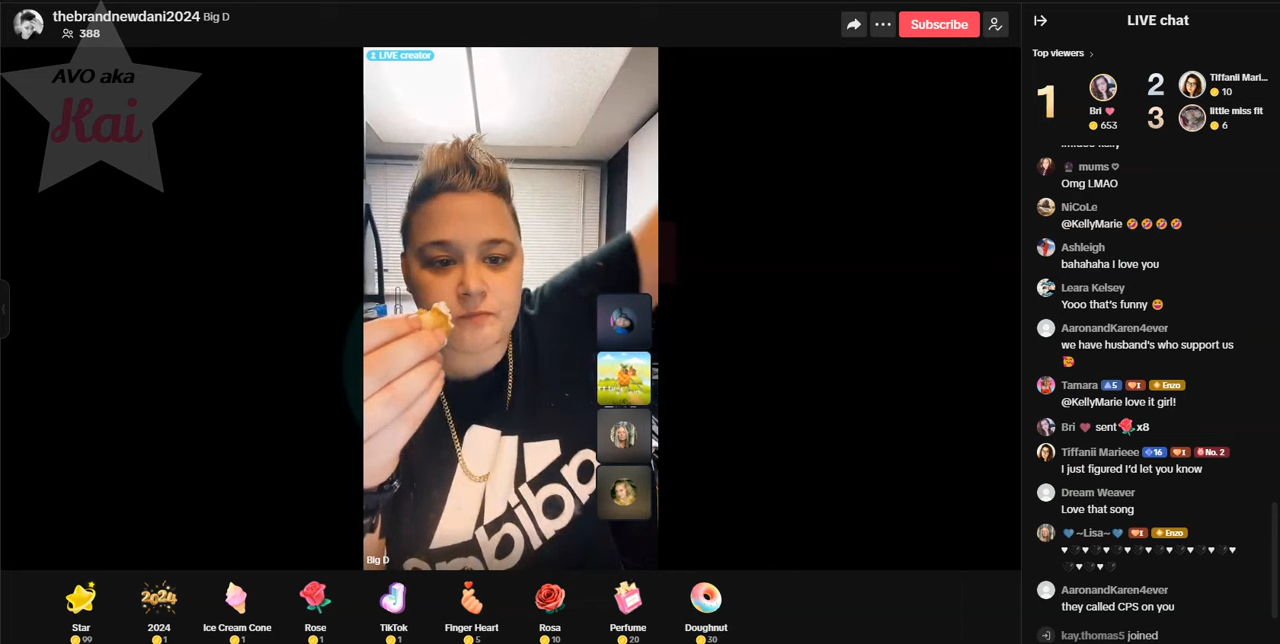 thebrandnewdani2024 Big D
388
Subscribe
AVO aka
Kai
LIVE creator
Big D
Star
99
2024
2024
1
Ice Cream Cone
1
Rose
1
TikTok
1
Finger Heart
5
Rosa
10
Perfume
20
Doughnut
30
LIVE chat
Top viewers
1
Bri
653
2
Tiffanii Mari...
10
3
little miss fit
6
mums
Omg LMAO
NiCoLe
@KellyMarie
Ashleigh
bahahaha I love you
Leara Kelsey
Yooo that's funny
AaronandKaren4ever
we have husband's who support us
Tamara 5 I Enzo
@KellyMarie love it girl!
Bri sent x8
Tiffanii Marieee 16 I No. 2
I just figured I'd let you know
Dream Weaver
Love that song
~Lisa~ I Enzo
AaronandKaren4ever
they called CPS on you
kay.thomas5 joined